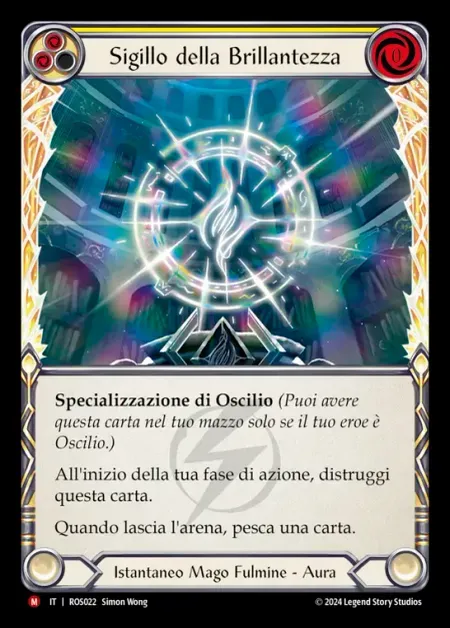 Sigillo della Brillantezza
Specializzazione di Oscilio (Puoi avere
questa carta nel tuo mazzo solo se il tuo eroe è
Oscilio.)
All'inizio della tua fase di azione, distruggi
questa carta.
Quando lascia l'arena, pesca una carta.
Istantaneo Mago Fulmine - Aura
M IT | ROS022 Simon Wong
© 2024 Legend Story Studios